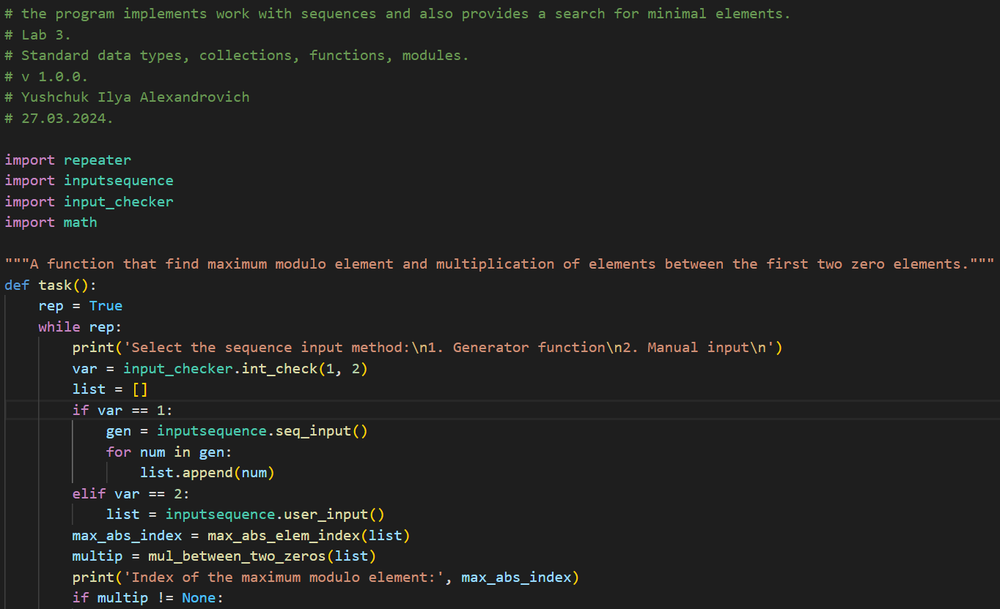 # the program implements work with sequences and also provides a search for minimal elements.
# Lab 3.
# Standard data types, collections, functions, modules.
# v 1.0.0.
# Yushchuk Ilya Alexandrovich
# 27.03.2024.

import repeater
import inputsequence
import input_checker
import math

"""A function that find maximum modulo element and multiplication of elements between the first two zero elements."""
def task():
    rep = True
    while rep:
        print('Select the sequence input method:\n1. Generator function\n2. Manual input\n')
        var = input_checker.int_check(1, 2)
        list = []
        if var == 1:
            gen = inputsequence.seq_input()
            for num in gen:
                list.append(num)
        elif var == 2:
            list = inputsequence.user_input()
        max_abs_index = max_abs_elem_index(list)
        multip = mul_between_two_zeros(list)
        print('Index of the maximum modulo element:', max_abs_index)
        if multip != None: